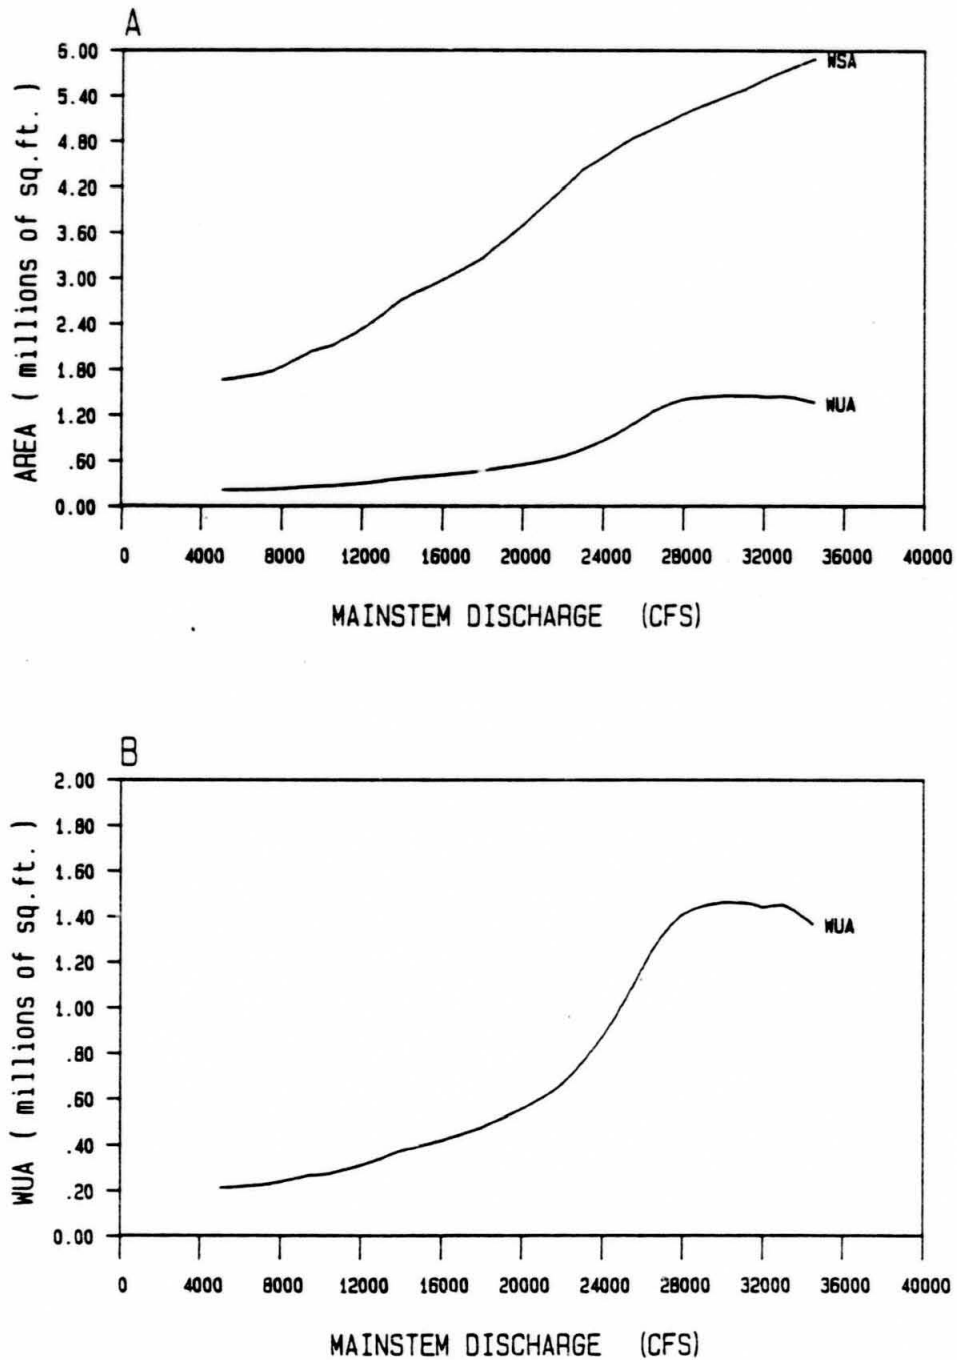 A
6.00
5.40
4.80
4.20
3.60
3.00
2.40
1.80
1.20
.60
0.00
AREA ( millions of sq.ft. )
WSA
WUA
0 4000 8000 12000 16000 20000 24000 28000 32000 36000 40000
MAINSTEM DISCHARGE (CFS)
B
2.00
1.80
1.60
1.40
1.20
1.00
.80
.60
.40
.20
0.00
WUA ( millions of sq.ft. )
WUA
0 4000 8000 12000 16000 20000 24000 28000 32000 36000 40000
MAINSTEM DISCHARGE (CFS)